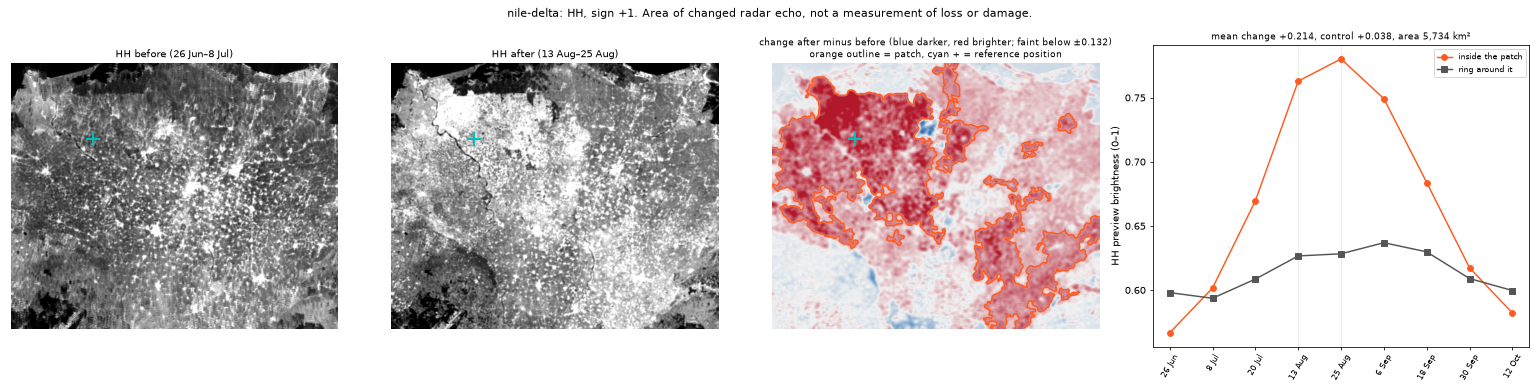 nile-delta: HH, sign +1. Area of changed radar echo, not a measurement of loss or damage.
HH before (26 Jun–8 Jul)
HH after (13 Aug–25 Aug)
change after minus before (blue darker, red brighter; faint below ±0.132)
orange outline = patch, cyan + = reference position
mean change +0.214, control +0.038, area 5,734 km²
inside the patch
ring around it
HH preview brightness (0–1)
0.75
0.70
0.65
0.60
26 Jun
8 Jul
20 Jul
13 Aug
25 Aug
6 Sep
18 Sep
30 Sep
12 Oct